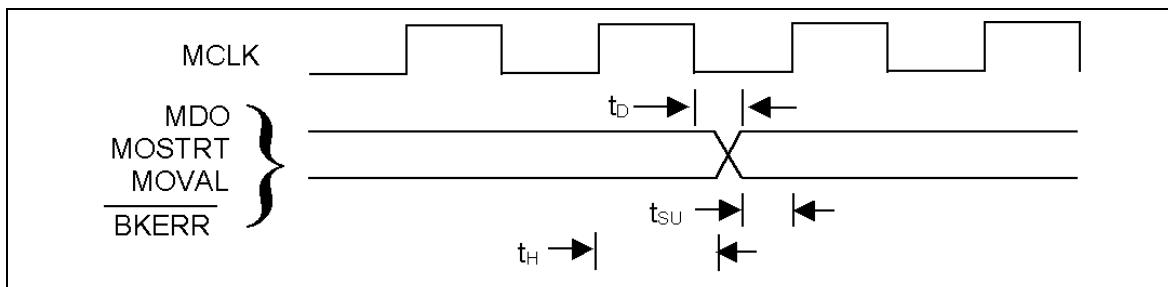 MCLK
MDO
tD
MOSTRT
MOVAL
BKERR
tSU
tH